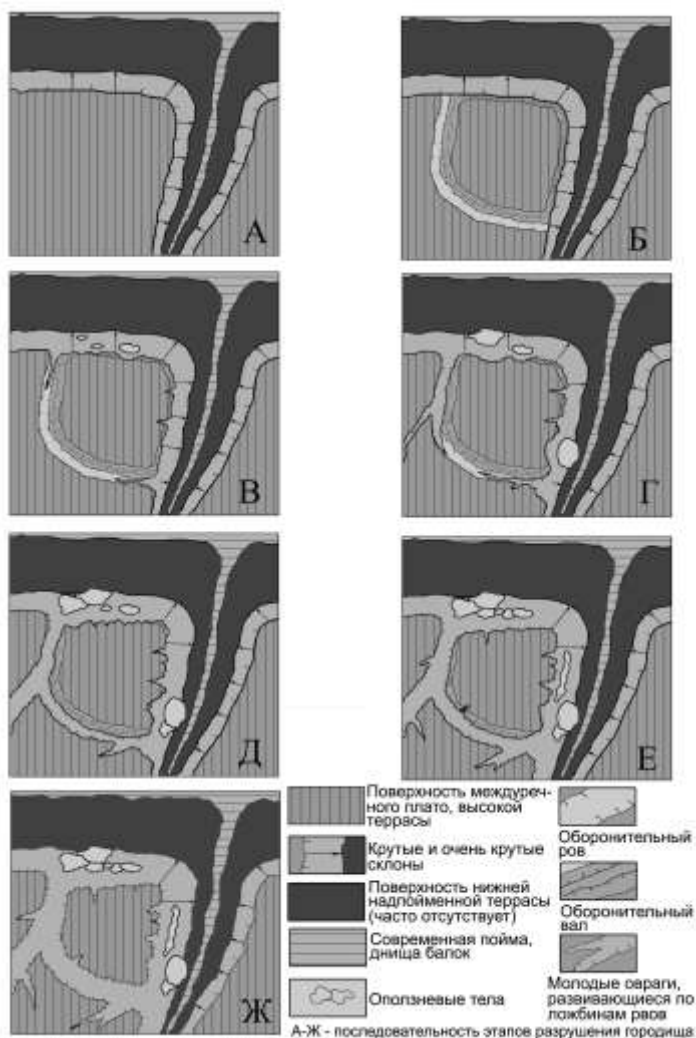 А
Б
В
Г
Д
Е
Ж
Поверхность междуреч-
ного плато, высокой
террасы
Крутые и очень крутые
склоны
Поверхность нижней
надпойменной террасы
(часто отсутствует)
Современная пойма,
днища балок
Оползневые тела
Оборонительный
ров
Оборонительный
вал
Молодые овраги,
развивающиеся по
ложбинам рвов
А-Ж - последовательность этапов разрушения городища